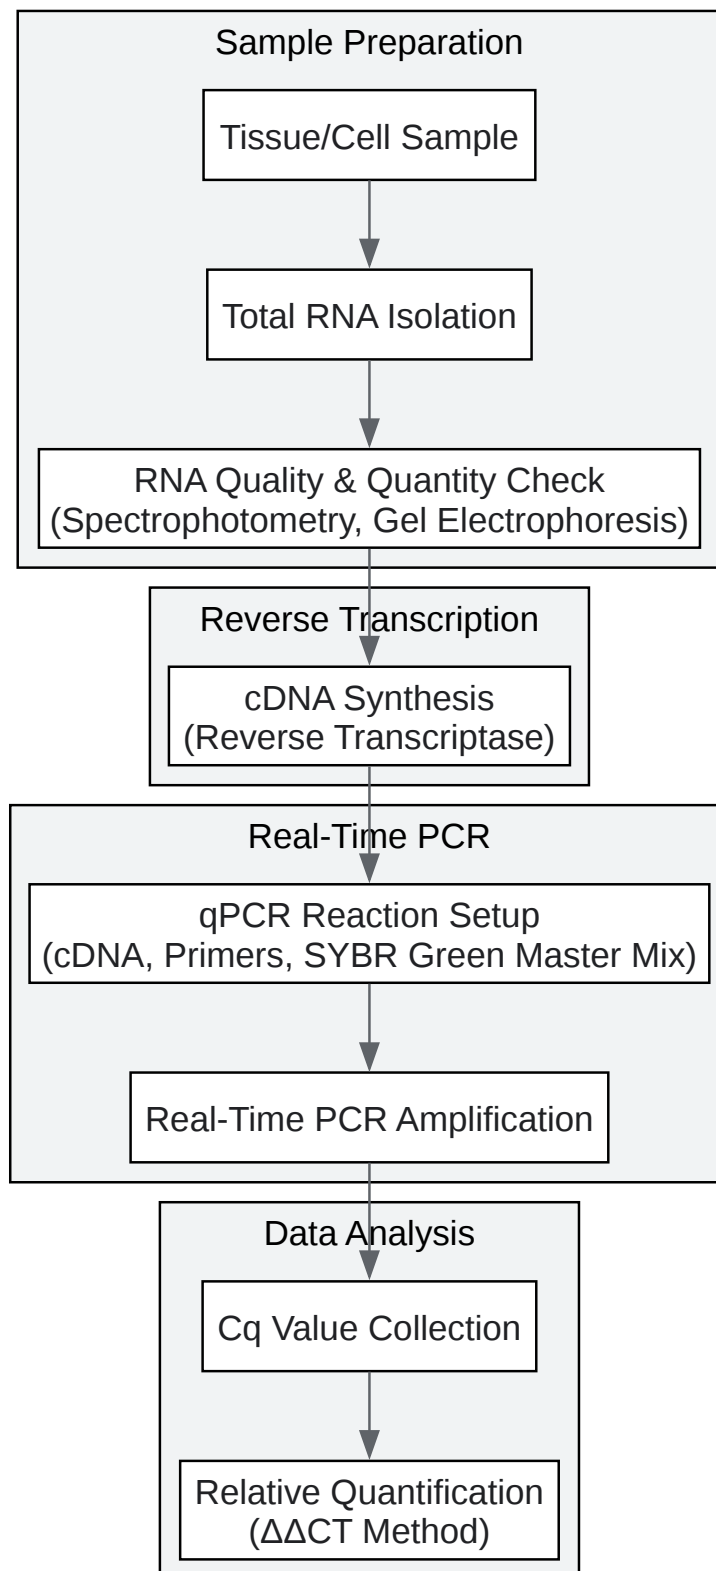 Sample Preparation
Tissue/Cell Sample
Total RNA Isolation
RNA Quality & Quantity Check
(Spectrophotometry, Gel Electrophoresis)
Reverse Transcription
cDNA Synthesis
(Reverse Transcriptase)
Real-Time PCR
qPCR Reaction Setup
(cDNA, Primers, SYBR Green Master Mix)
Real-Time PCR Amplification
Data Analysis
Cq Value Collection
Relative Quantification
(ΔΔCT Method)